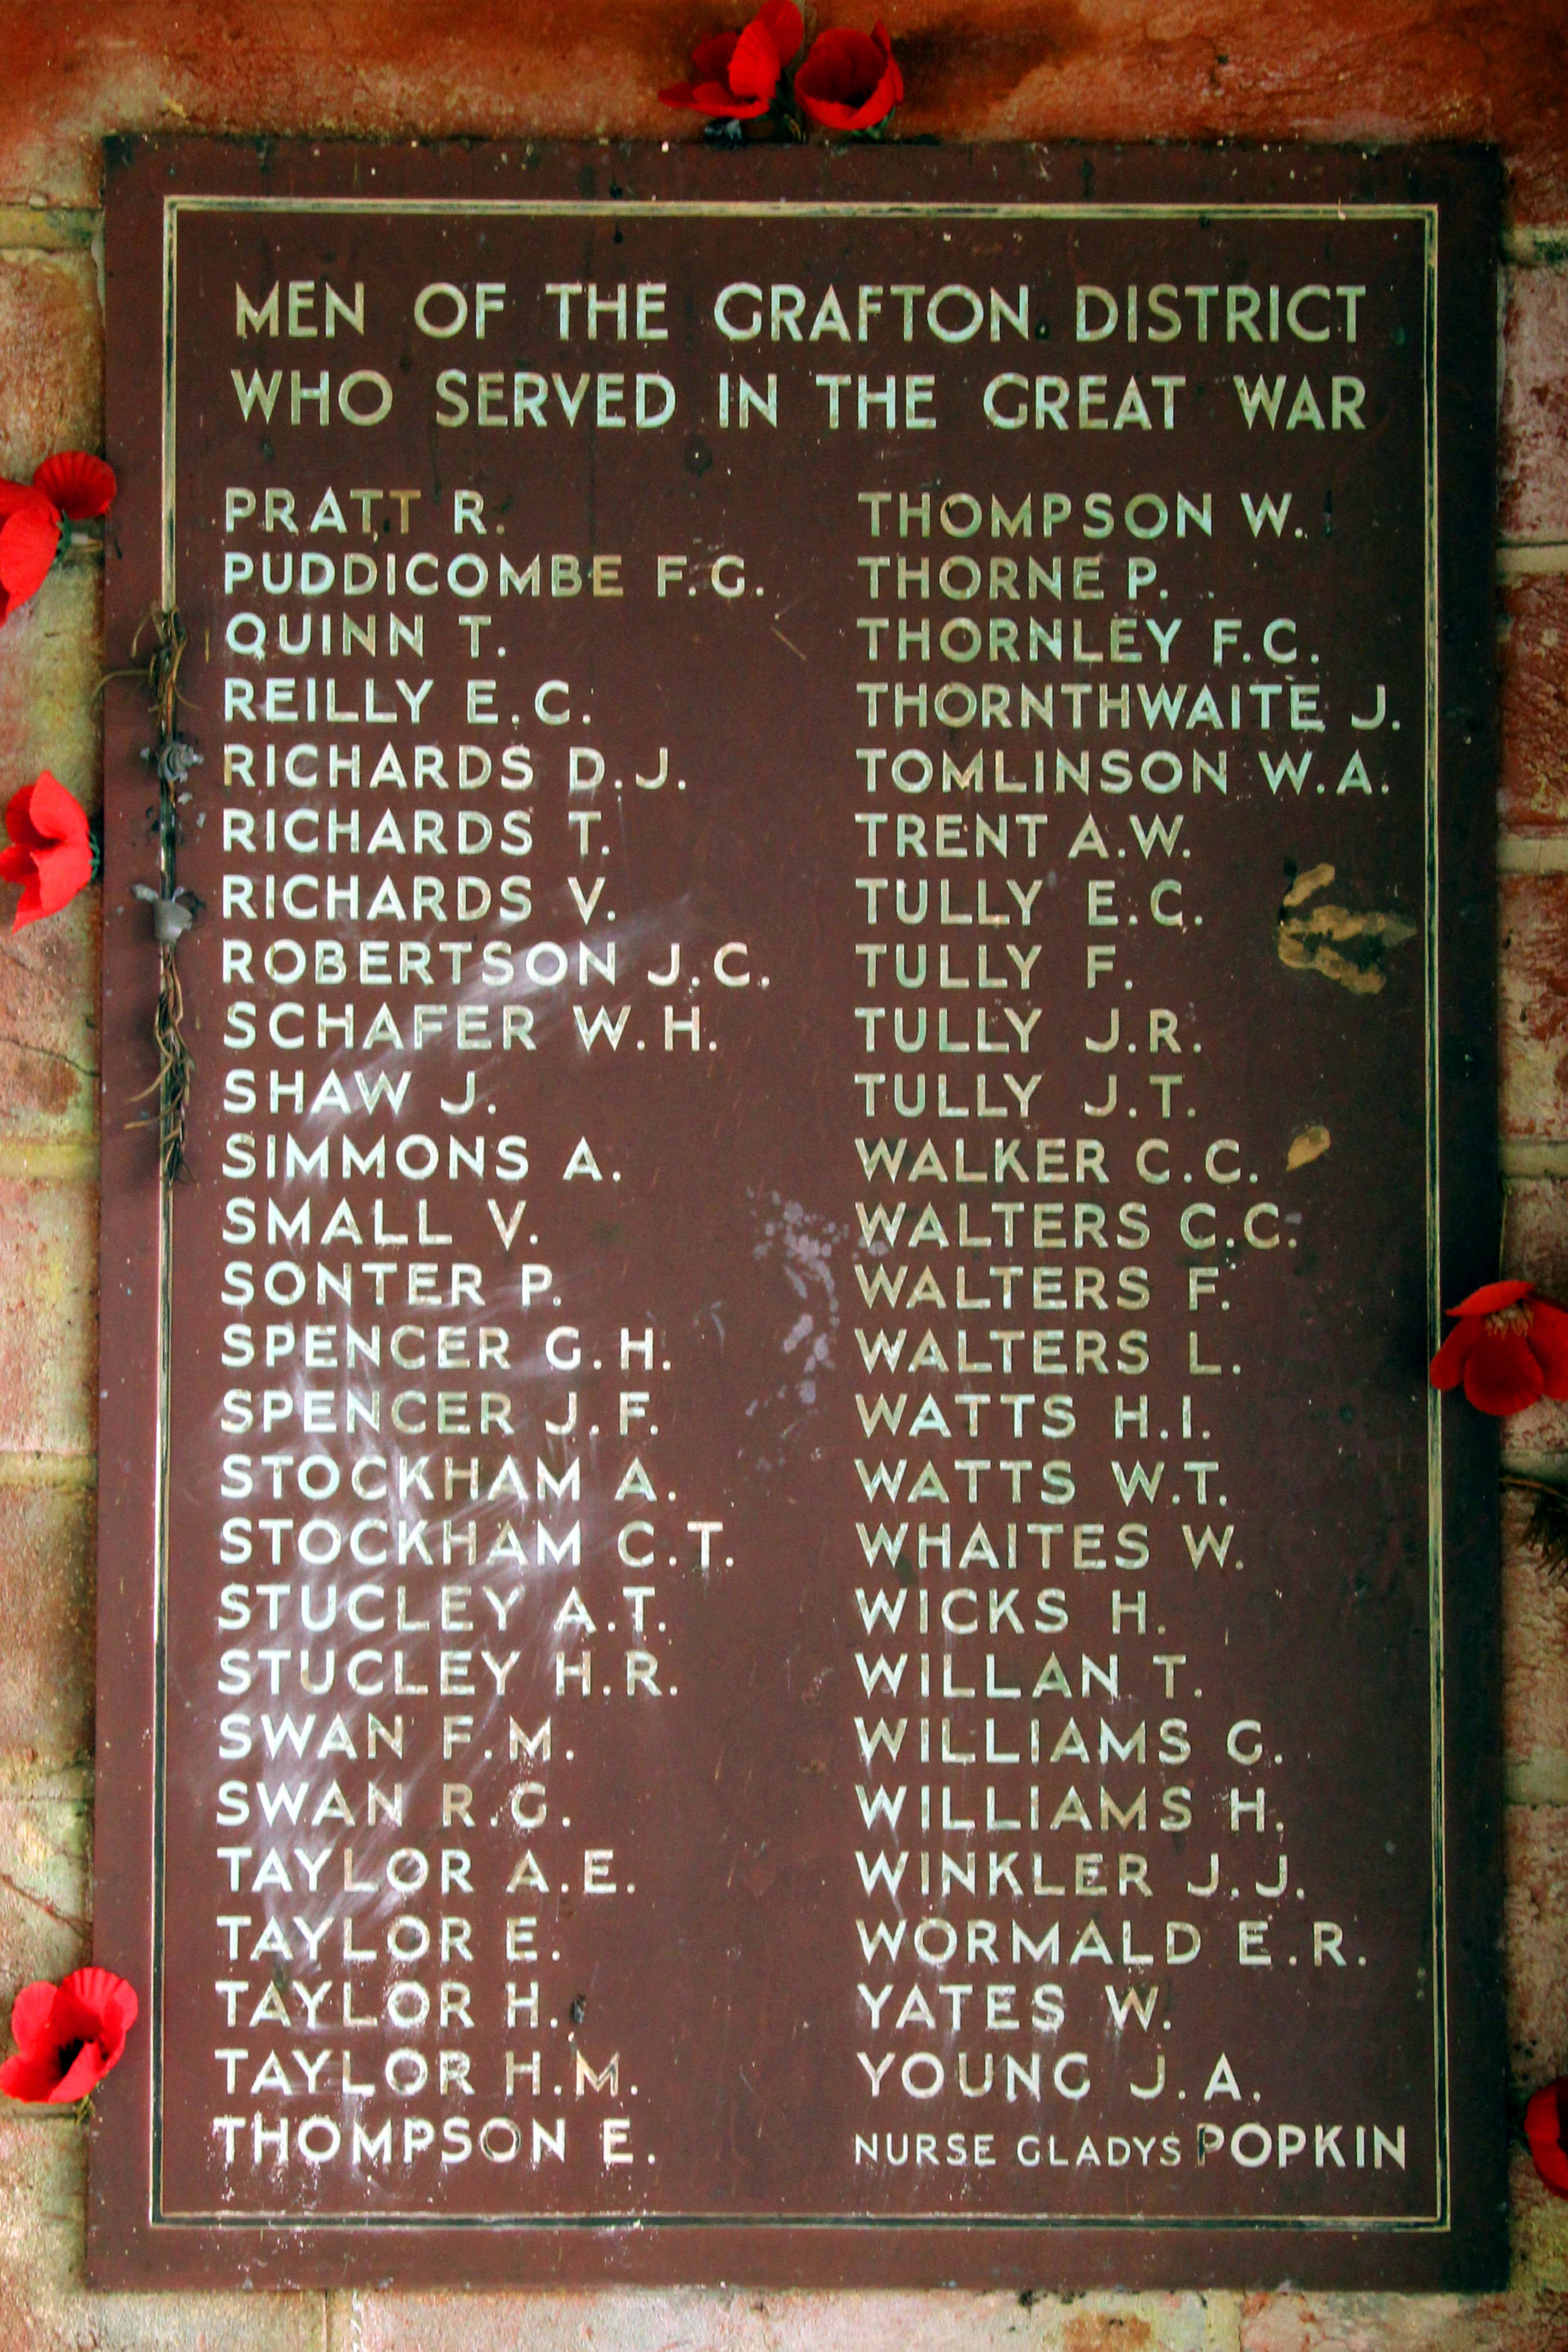 MEN OF THE GRAFTON DISTRICT
WHO SERVED IN THE GREAT WAR
PRATT R.
PUDDICOMBE F.G.
QUINN T.
REILLY E.C.
RICHARDS D.J.
RICHARDS T.
RICHARDS V.
ROBERTSON J.C.
SCHAFER W.H.
SHAW J.
SIMMONS A.
SMALL V.
SONTER P.
SPENCER G.H.
SPENCER J.F.
STOCKHAM A.
STOCKHAM C.T.
STUCLEY A.T.
STUCLEY H.R.
SWAN F.M.
SWAN R.G.
TAYLOR A.E.
TAYLOR E.
TAYLOR H.
TAYLOR H.M.
THOMPSON E.
THOMPSON W.
THORNE P.
THORNLEY F.C.
THORNTHWAITE J.
TOMLINSON W.A.
TRENT A.W.
TULLY E.C.
TULLY F.
TULLY J.R.
TULLY J.T.
WALKER C.C.
WALTERS C.C.
WALTERS F.
WALTERS L.
WATTS H.I.
WATTS W.T.
WHAITES W.
WICKS H.
WILLAN T.
WILLIAMS G.
WILLIAMS H.
WINKLER J.J.
WORMALD E.R.
YATES W.
YOUNG J.A.
NURSE GLADYS POPKIN